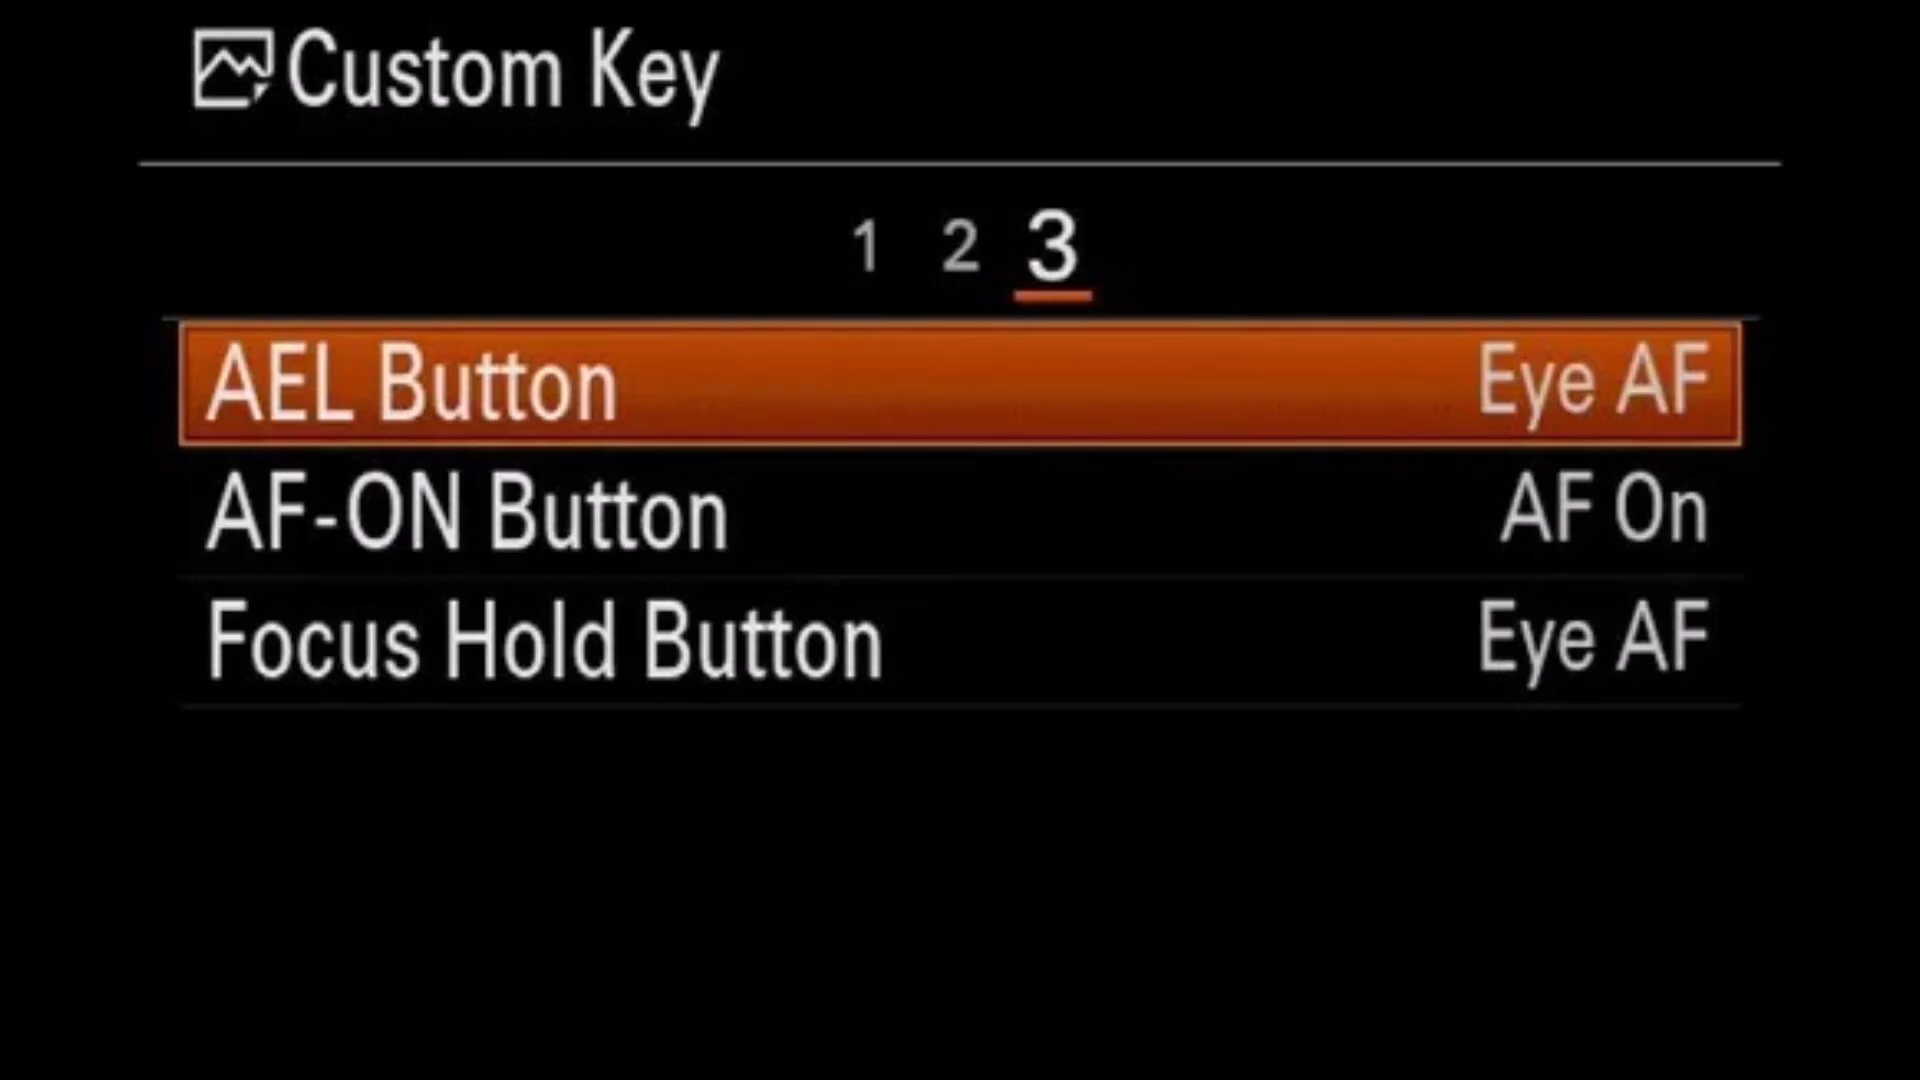 Custom Key
1 2 3
AEL Button Eye AF
AF-ON Button AF On
Focus Hold Button Eye AF